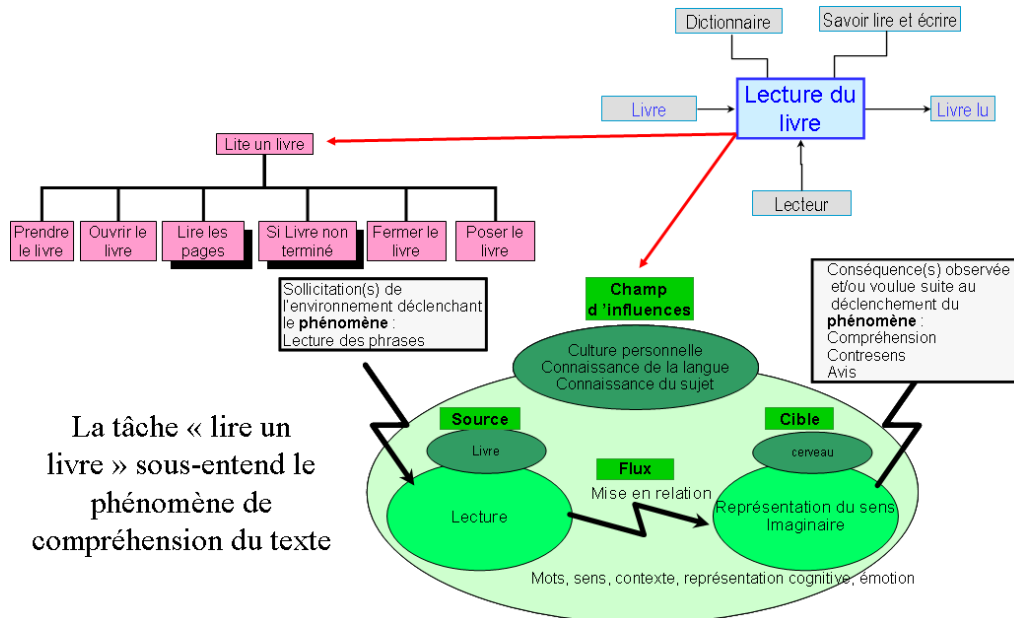 Dictionnaire
Savoir lire et écrire
Livre
Lecture du
livre
Livre lu
Lecteur
Lite un livre
Prendre
le livre
Ouvrir le
livre
Lire les
pages
Si Livre non
terminé
Fermer le
livre
Poser le
livre
Sollicitation(s) de
l'environnement déclenchant
le phénomène :
Lecture des phrases
Champ
d 'influences
Conséquence(s) observée
et/ou voulue suite au
déclenchement du
phénomène :
Compréhension
Contresens
Avis
Culture personnelle
Connaissance de la langue
Connaissance du sujet
La tâche « lire un
livre » sous-entend le
phénomène de
compréhension du texte
Source
Livre
Lecture
Flux
Mise en relation
Cible
cerveau
Représentation du sens
Imaginaire
Mots, sens, contexte, représentation cognitive, émotion